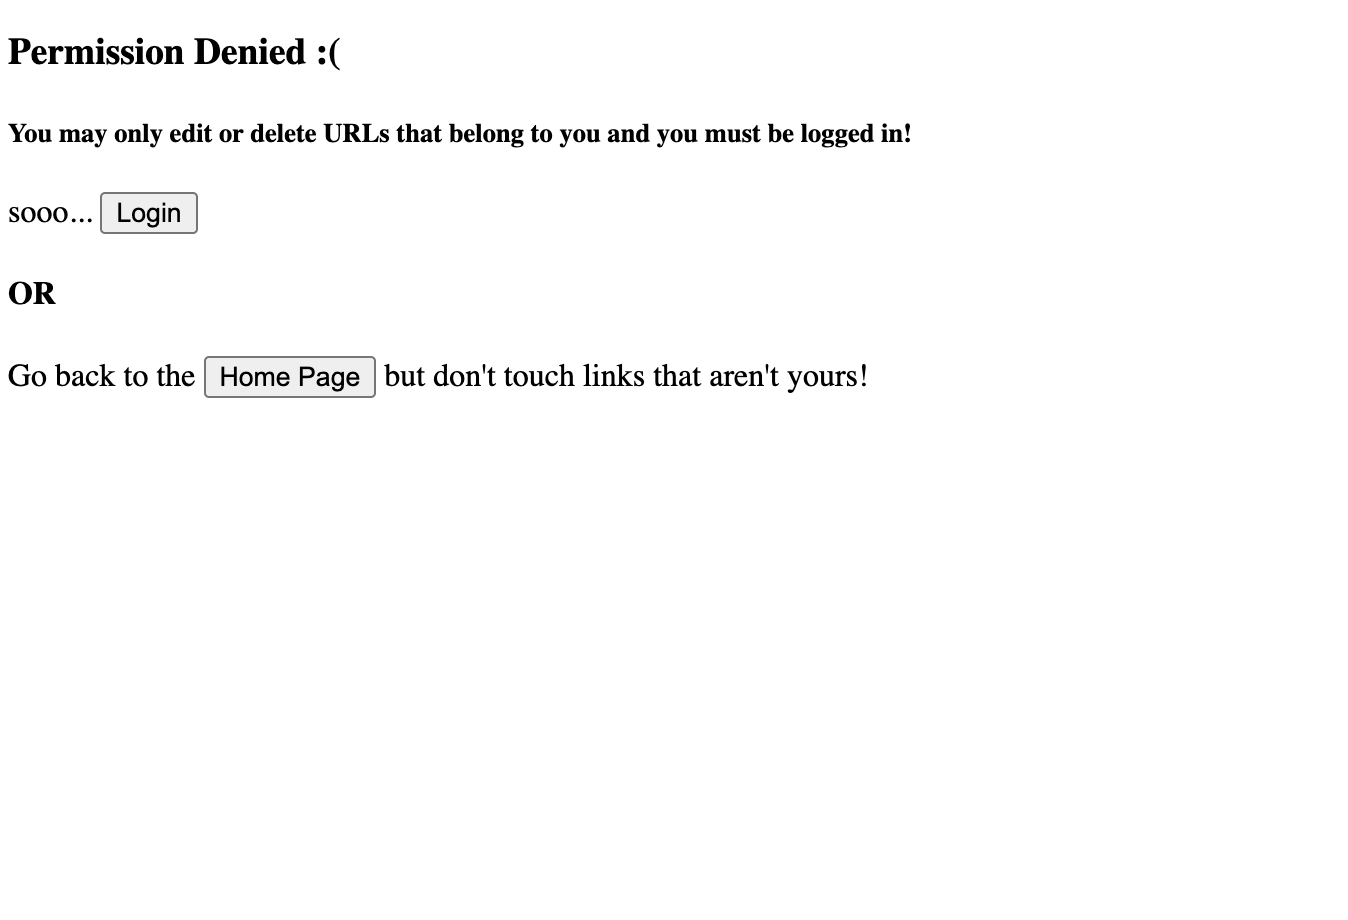 Permission Denied :(
You may only edit or delete URLs that belong to you and you must be logged in!
sooo... Login
OR
Go back to the Home Page but don't touch links that aren't yours!